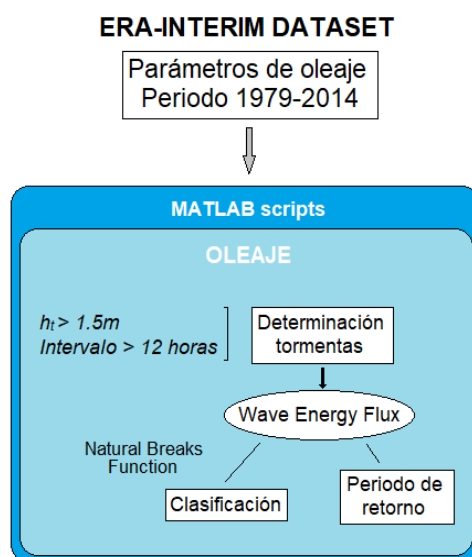 ERA-INTERIM DATASET
Parámetros de oleaje
Periodo 1979-2014
MATLAB scripts
OLEAJE
ht > 1.5m
Intervalo > 12 horas
Determinación
tormentas
Wave Energy Flux
Natural Breaks
Function
Clasificación
Periodo de
retorno